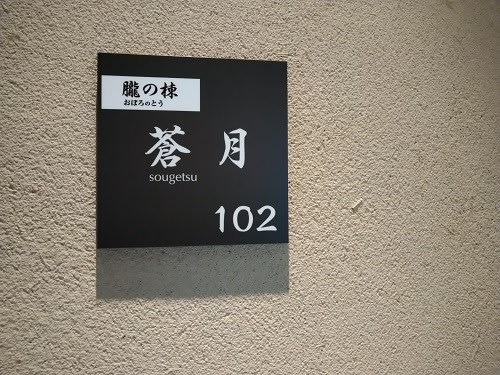 朧の棟
おぼろのとう
蒼月
sougetsu
102